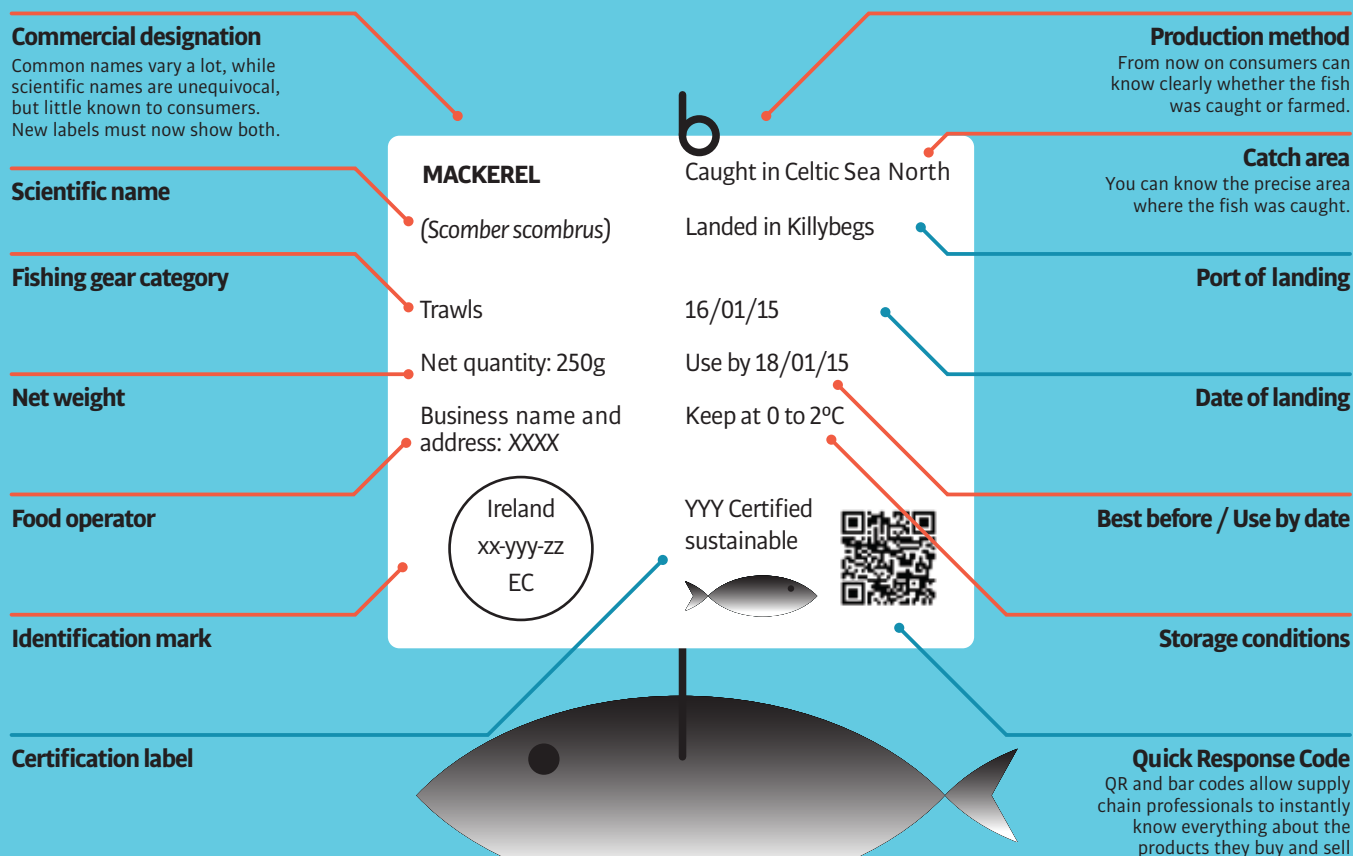 Commercial designation
Common names vary a lot, while
scientific names are unequivocal,
but little known to consumers.
New labels must now show both.
Scientific name
Fishing gear category
Net weight
Food operator
Identification mark
Certification label
MACKEREL
(Scomber scombrus)
Trawls
Net quantity: 250g
Business name and
address: XXXX
Ireland
xx-yyy-zz
EC
Caught in Celtic Sea North
Landed in Killybegs
16/01/15
Use by 18/01/15
Keep at 0 to 2ºC
YYY Certified
sustainable
Production method
From now on consumers can
know clearly whether the fish
was caught or farmed.
Catch area
You can know the precise area
where the fish was caught.
Port of landing
Date of landing
Best before / Use by date
Storage conditions
Quick Response Code
QR and bar codes allow supply
chain professionals to instantly
know everything about the
products they buy and sell